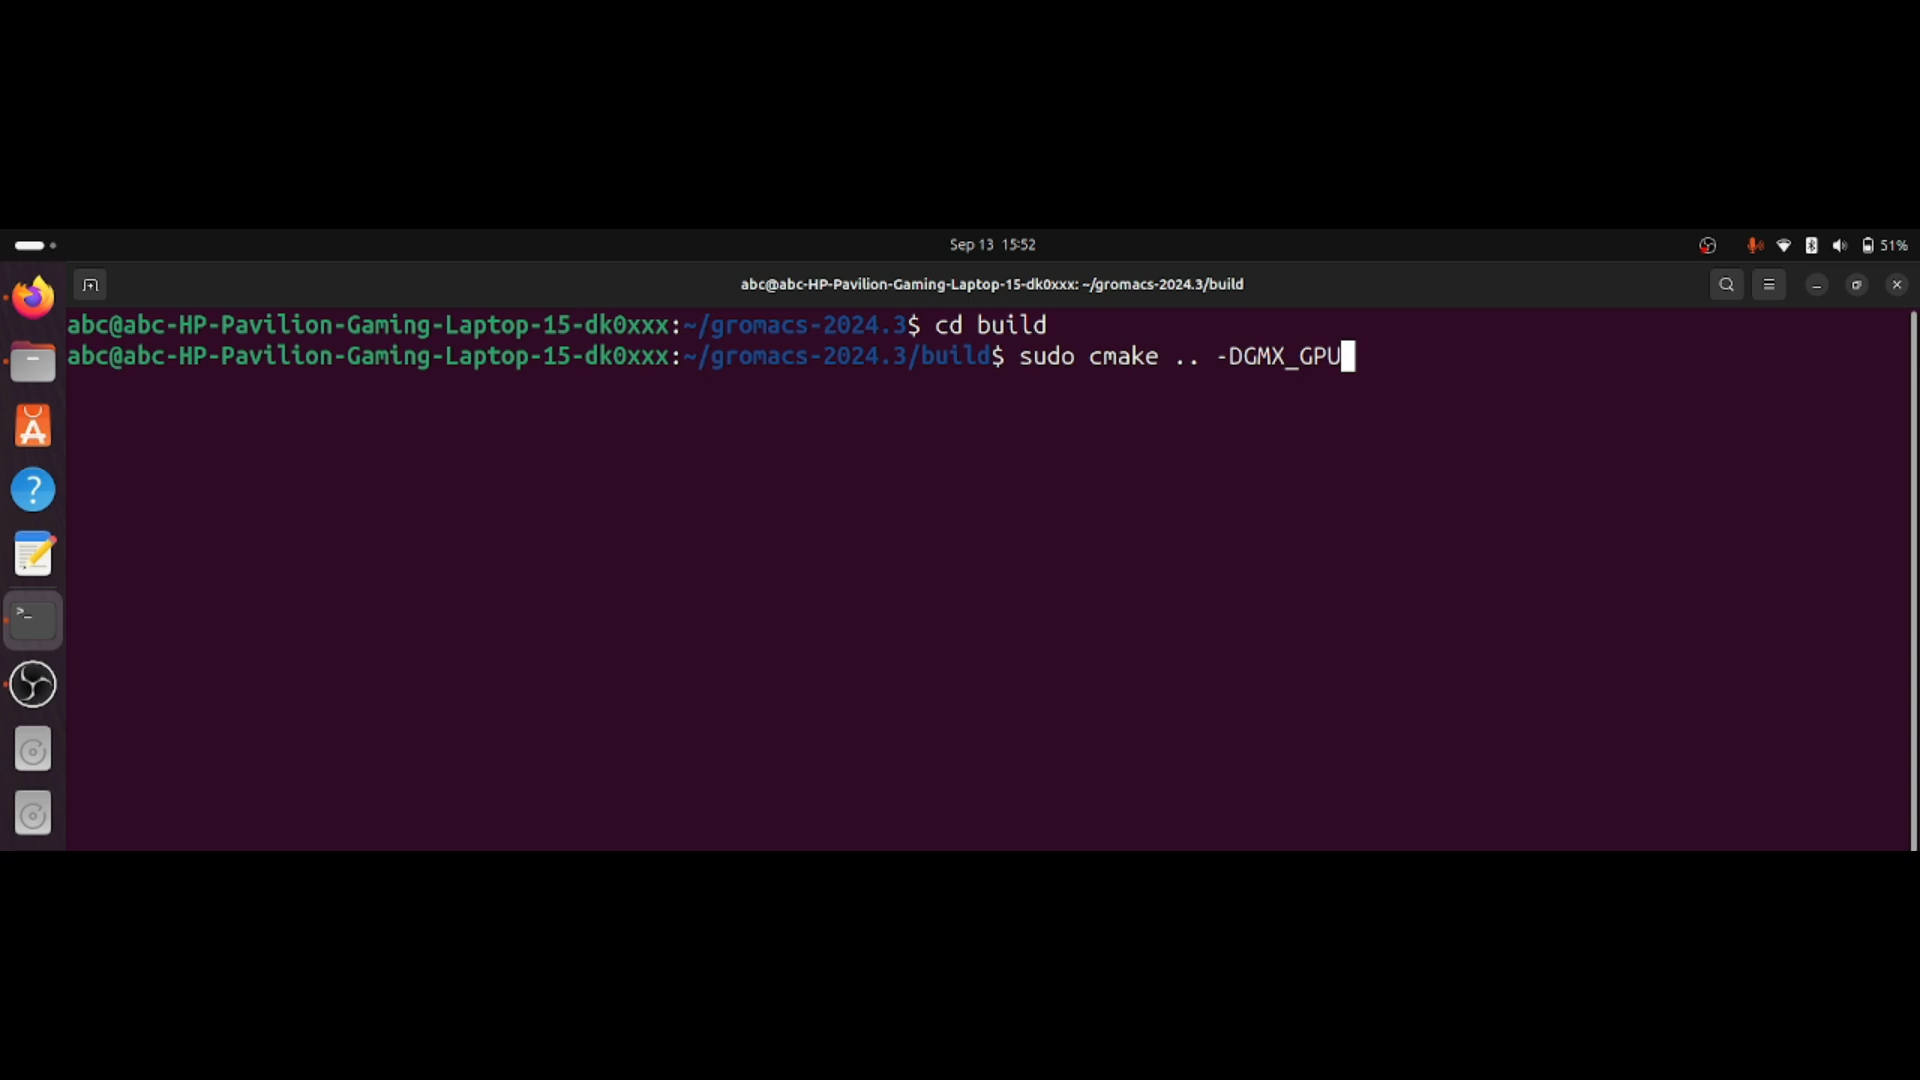 Sep 13 15:52
51%
abc@abc-HP-Pavilion-Gaming-Laptop-15-dk0xxx: ~/gromacs-2024.3/build
abc@abc-HP-Pavilion-Gaming-Laptop-15-dk0xxx:~/gromacs-2024.3$ cd build
abc@abc-HP-Pavilion-Gaming-Laptop-15-dk0xxx:~/gromacs-2024.3/build$ sudo cmake .. -DGMX_GPU